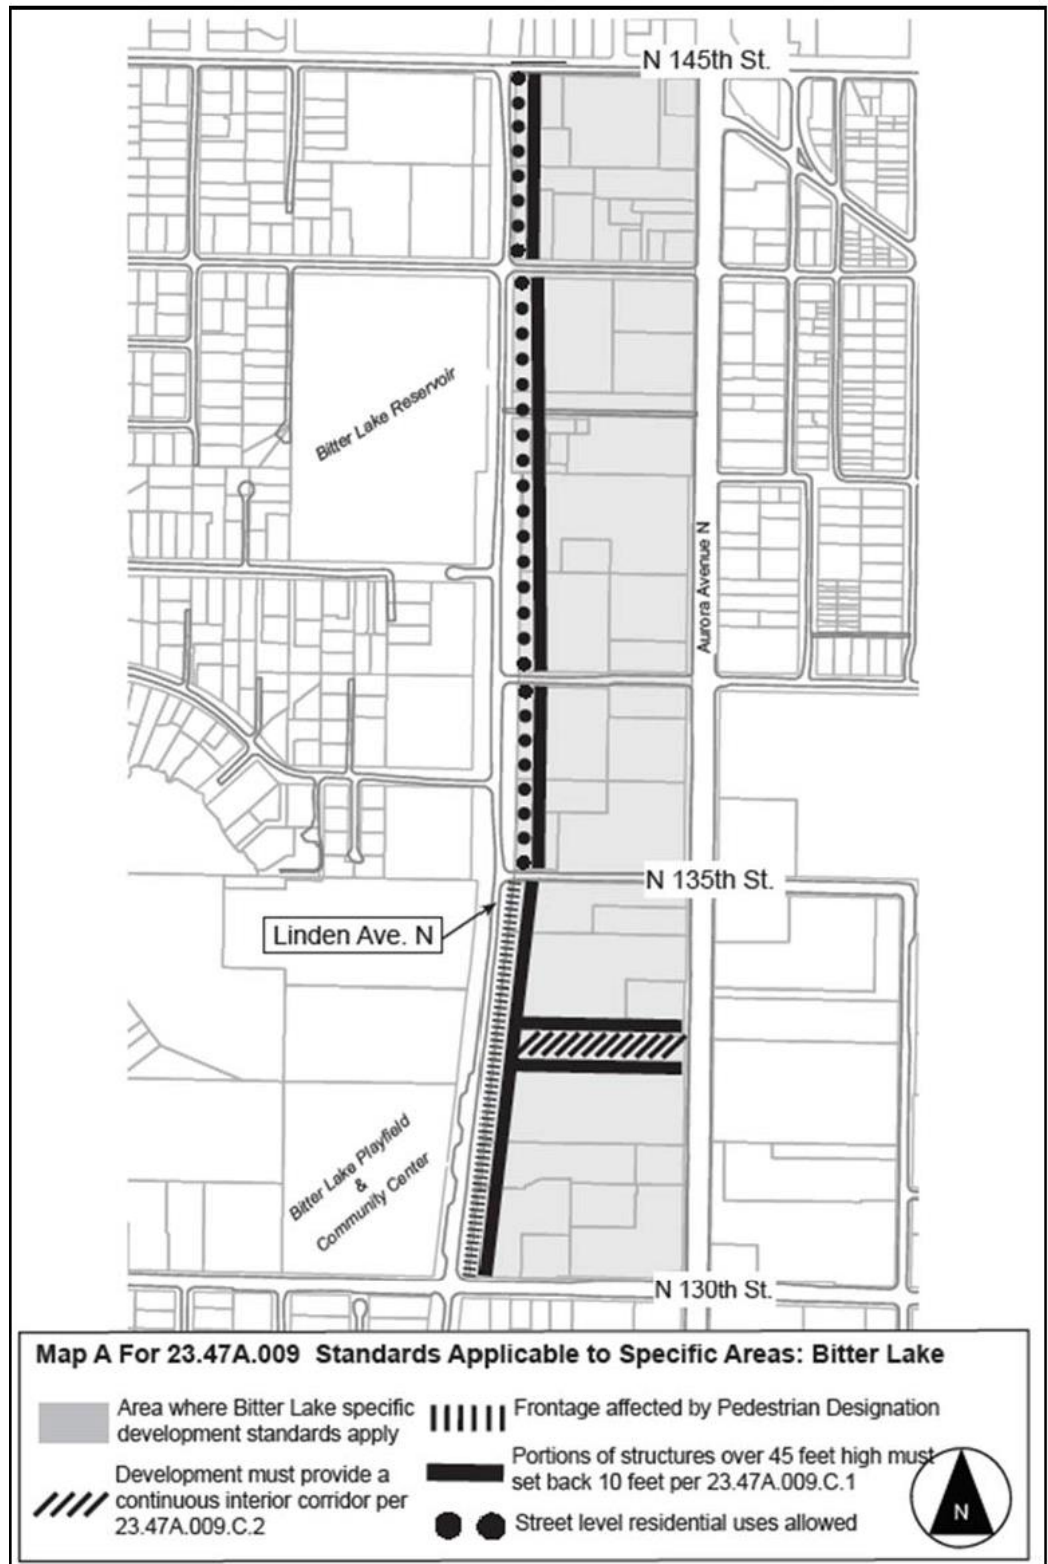 N 145th St.
Bitter Lake Reservoir
Aurora Avenue N
N 135th St.
Linden Ave. N
Bitter Lake Playfield
&
Community Center
N 130th St.
Map A For 23.47A.009 Standards Applicable to Specific Areas: Bitter Lake
Area where Bitter Lake specific
development standards apply
Development must provide a
continuous interior corridor per
23.47A.009.C.2
Frontage affected by Pedestrian Designation
Portions of structures over 45 feet high must
set back 10 feet per 23.47A.009.C.1
Street level residential uses allowed
N